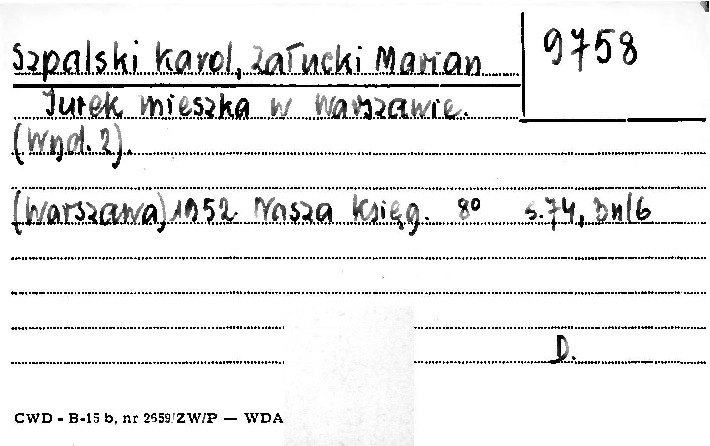 Szpalski Karol, Załucki Marian
9758
Jurek mieszka w Warszawie.
(Wyd. 2).
(Warszawa), 1952. Nasza Księg. 8° s. 74, 3nlb
D.
CWD - B-15 b, nr 2659/ZW/P — WDA